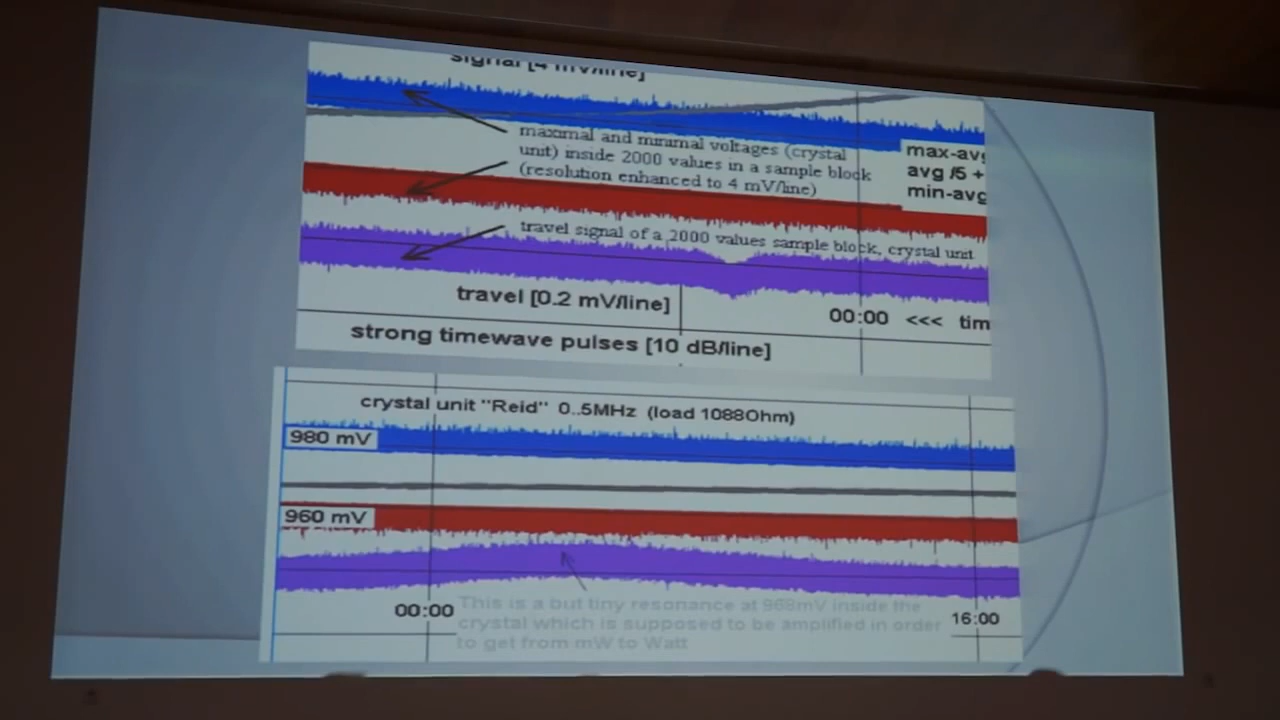 signal [4 mV/line]
maximal and minimal voltages (crystal
unit) inside 2000 values in a sample block
(resolution enhanced to 4 mV/line)
max-avg
avg /5 +
min-avg
travel signal of a 2000 values sample block, crystal unit
travel [0.2 mV/line]
00:00 <<< tim
strong timewave pulses [10 dB/line]
crystal unit "Reid" 0..5MHz (load 1088Ohm)
980 mV
960 mV
00:00
This is a but tiny resonance at 968mV inside the
crystal which is supposed to be amplified in order
to get from mW to Watt
16:00